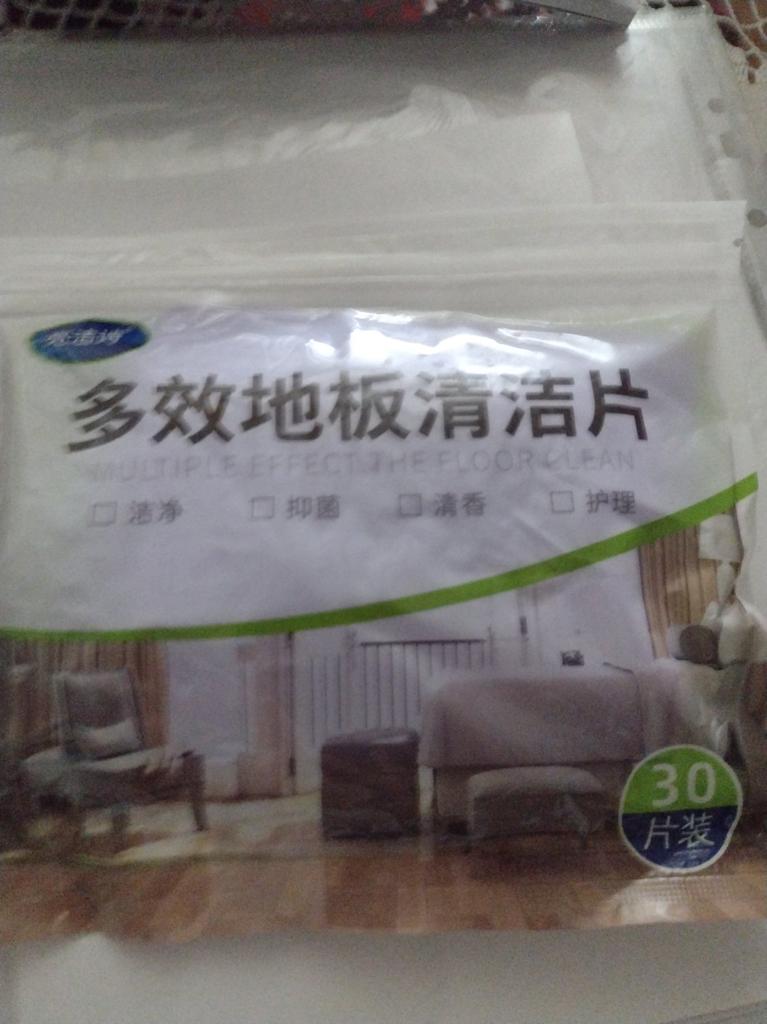 多效地板清洁片
MULTIPLE EFFECT THE FLOOR CLEAN
洁净 抑菌 清香 护理
30
片装